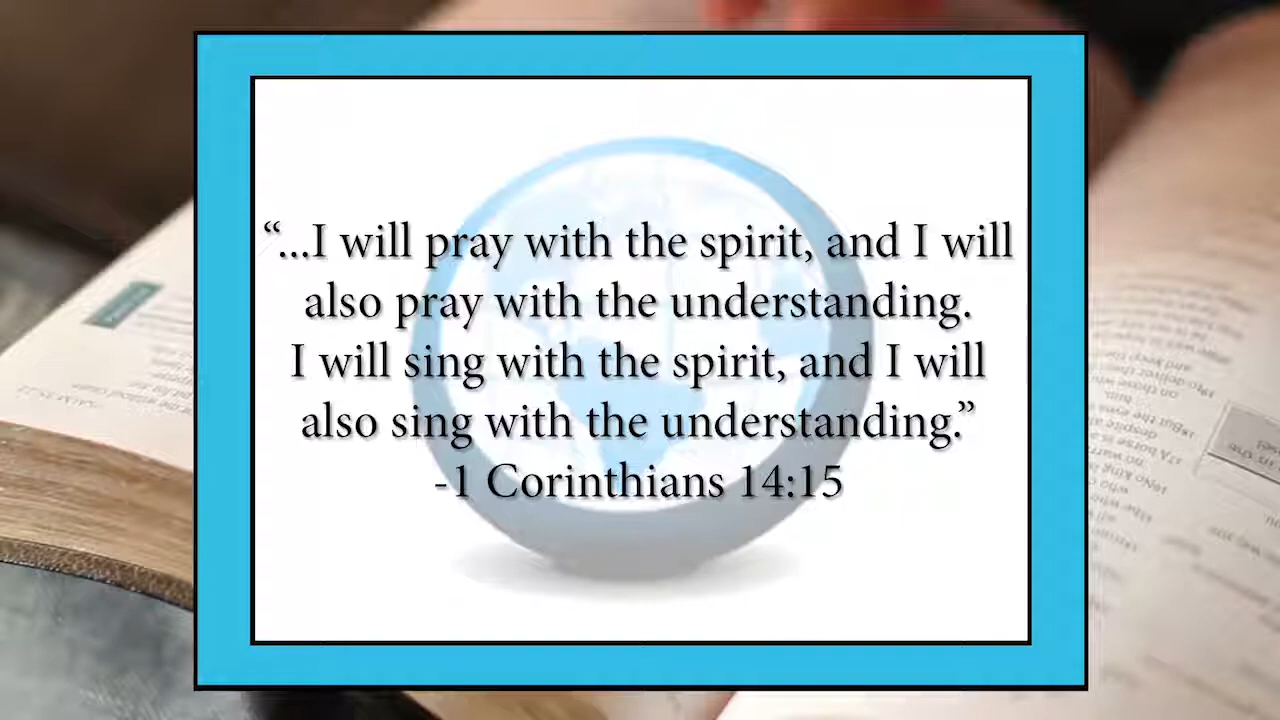 “...I will pray with the spirit, and I will
also pray with the understanding.
I will sing with the spirit, and I will
also sing with the understanding.”
-1 Corinthians 14:15